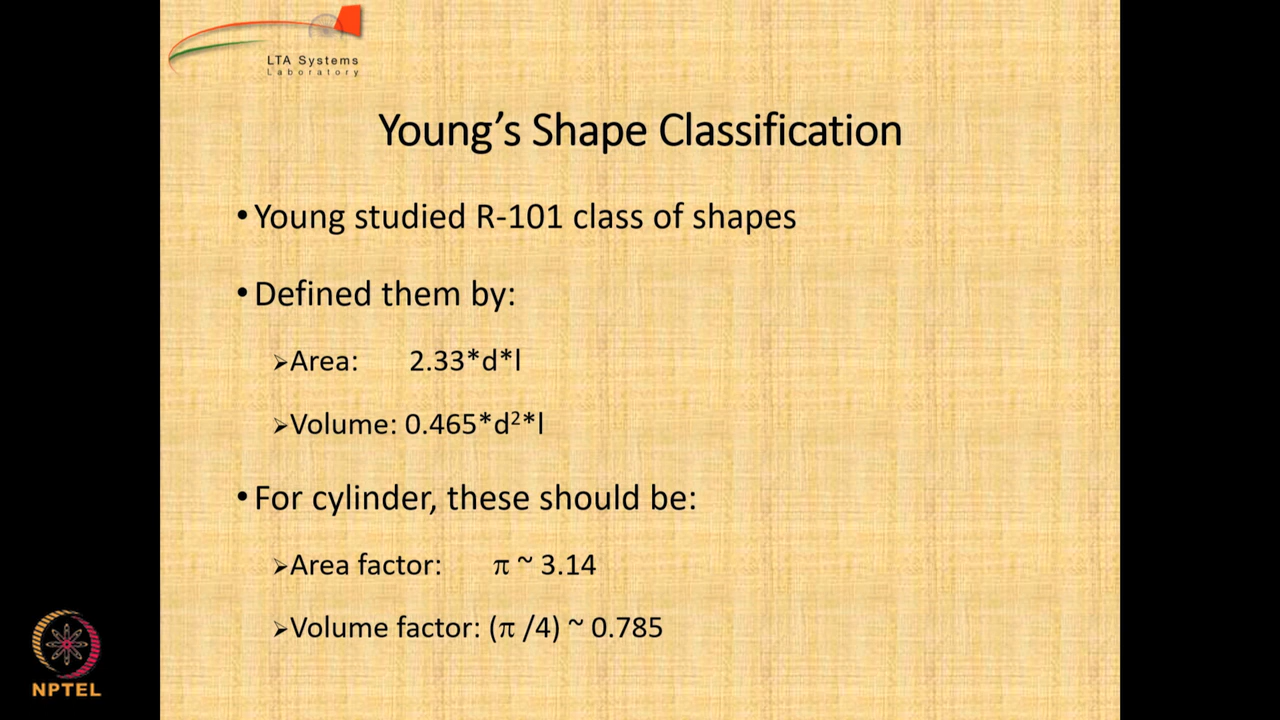 LTA Systems
Laboratory
Young’s Shape Classification
•Young studied R-101 class of shapes
•Defined them by:
➢Area: 2.33*d*l
➢Volume: 0.465*d²*l
•For cylinder, these should be:
➢Area factor: π ~ 3.14
➢Volume factor: (π /4) ~ 0.785
NPTEL